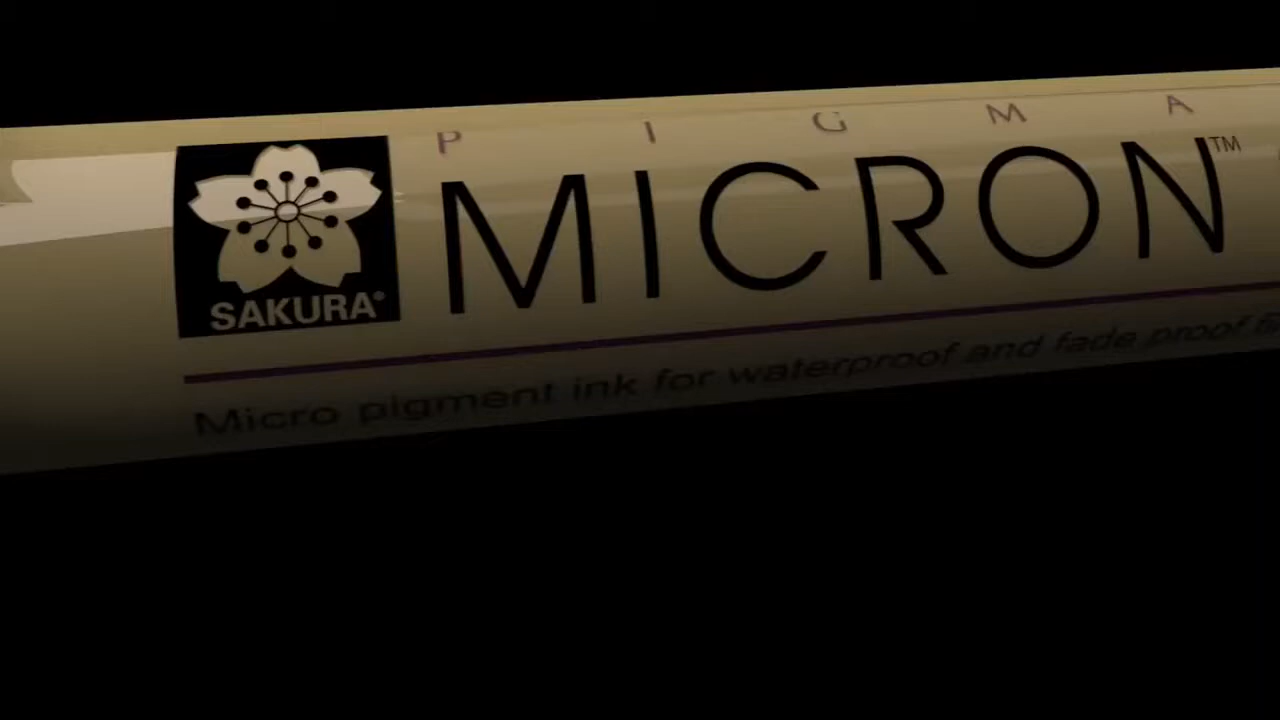 P I G M A
MICRON™
SAKURA®
Micro pigment ink for waterproof and fade proof